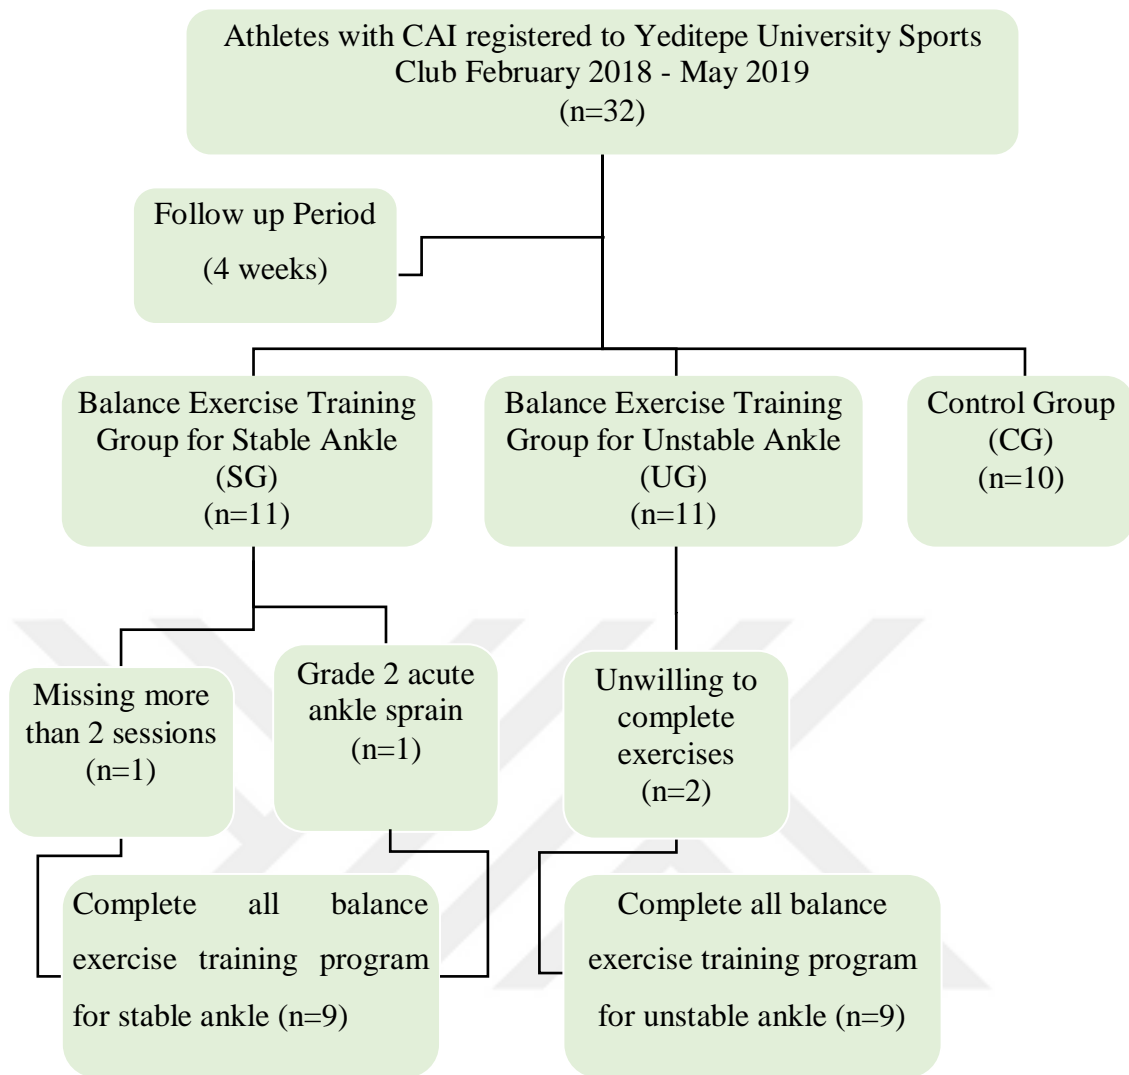 Athletes with CAI registered to Yeditepe University Sports
Club February 2018 - May 2019
(n=32)
Follow up Period
(4 weeks)
Balance Exercise Training
Group for Stable Ankle
(SG)
(n=11)
Balance Exercise Training
Group for Unstable Ankle
(UG)
(n=11)
Control Group
(CG)
(n=10)
Missing more
than 2 sessions
(n=1)
Grade 2 acute
ankle sprain
(n=1)
Unwilling to
complete
exercises
(n=2)
Complete all balance
exercise training program
for stable ankle (n=9)
Complete all balance
exercise training program
for unstable ankle (n=9)